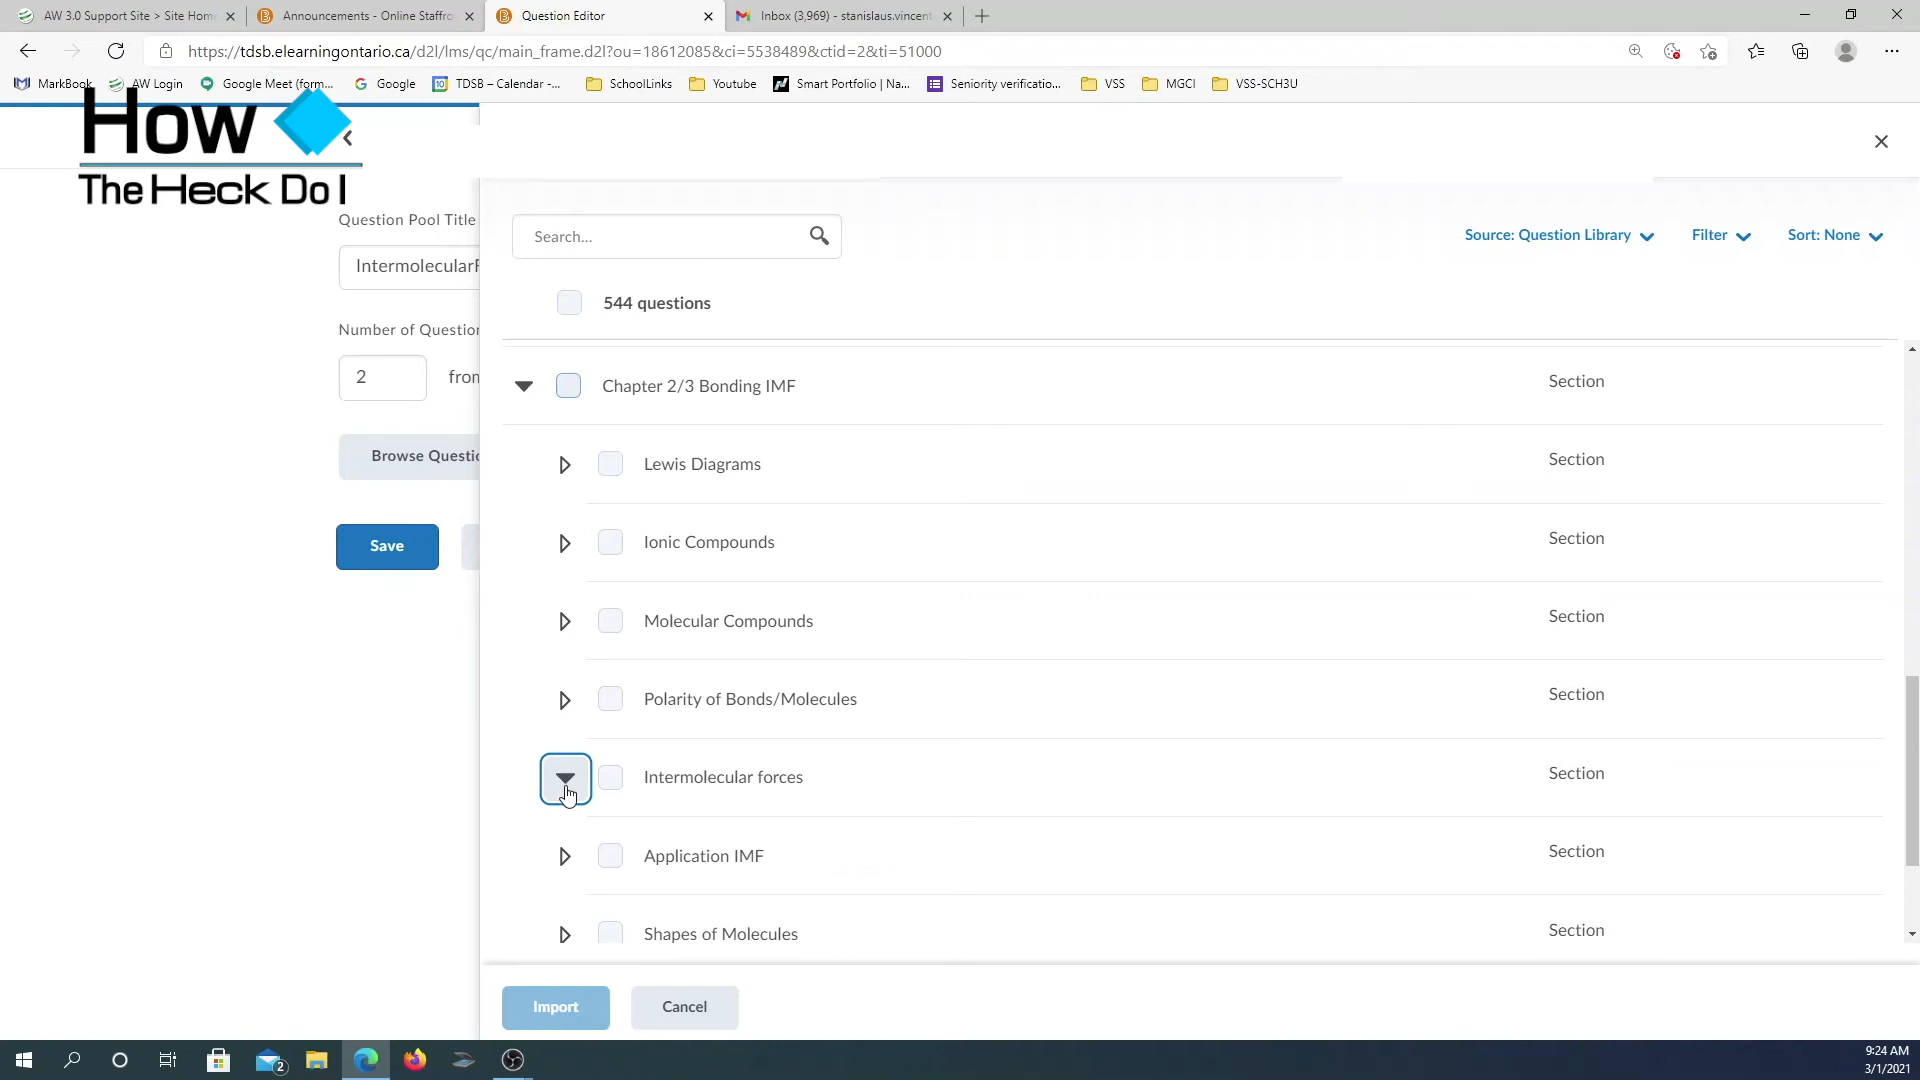 AW 3.0 Support Site > Site Home
Announcements - Online Staffro
Question Editor
Inbox (3,969) - stanislaus.vincent
https://tdsb.elearningontario.ca/d2l/lms/qc/main_frame.d2l?ou=18612085&ci=5538489&ctid=2&ti=51000
MarkBook
AW Login
Google Meet (form...
Google
TDSB – Calendar -...
SchoolLinks
Youtube
Smart Portfolio | Na...
Seniority verificatio...
VSS
MGCI
VSS-SCH3U
How
The Heck Do I
Question Pool Title
IntermolecularF
Number of Question
2 from
Browse Questio
Save
Search...
Source: Question Library
Filter
Sort: None
544 questions
Chapter 2/3 Bonding IMF Section
Lewis Diagrams Section
Ionic Compounds Section
Molecular Compounds Section
Polarity of Bonds/Molecules Section
Intermolecular forces Section
Application IMF Section
Shapes of Molecules Section
Import
Cancel
2
9:24 AM
3/1/2021